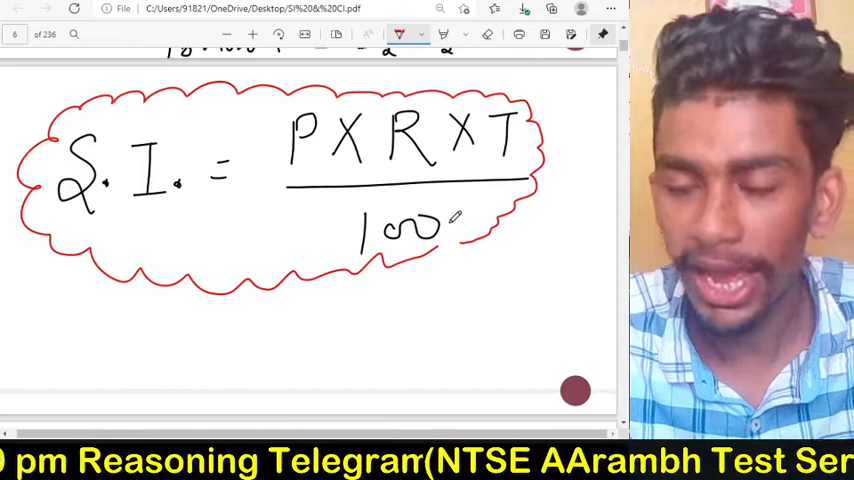 File
C:/Users/91821/OneDrive/Desktop/SI%20&%20CI.pdf
6 of 236
S. I. = P X R X T
100
0 pm Reasoning Telegram(NTSE AArambh Test Ser